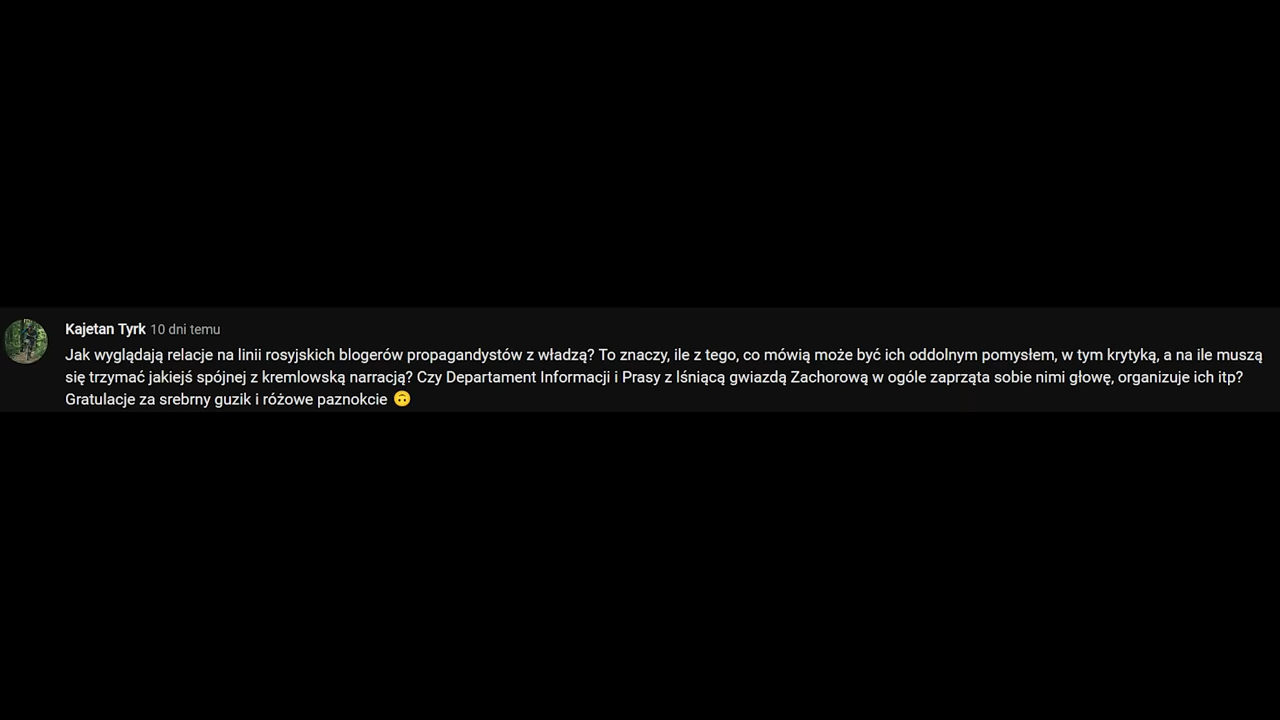 Kajetan Tyrk 10 dni temu
Jak wyglądają relacje na linii rosyjskich blogerów propagandystów z władzą? To znaczy, ile z tego, co mówią może być ich oddolnym pomysłem, w tym krytyką, a na ile muszą
się trzymać jakiejś spójnej z kremlowską narracją? Czy Departament Informacji i Prasy z lśniącą gwiazdą Zachorową w ogóle zaprząta sobie nimi głowę, organizuje ich itp?
Gratulacje za srebrny guzik i różowe paznokcie 🙃